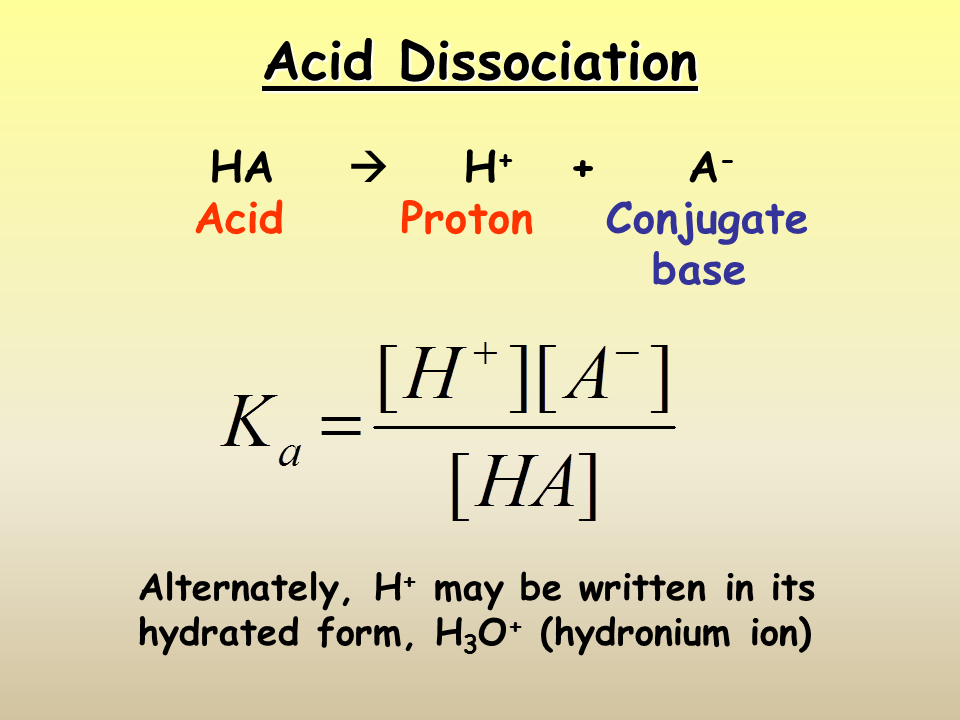 Acid Dissociation
HA → H⁺ + A⁻
Acid Proton Conjugate
base
Kₐ = [H⁺][A⁻] / [HA]
Alternately, H⁺ may be written in its
hydrated form, H₃O⁺ (hydronium ion)